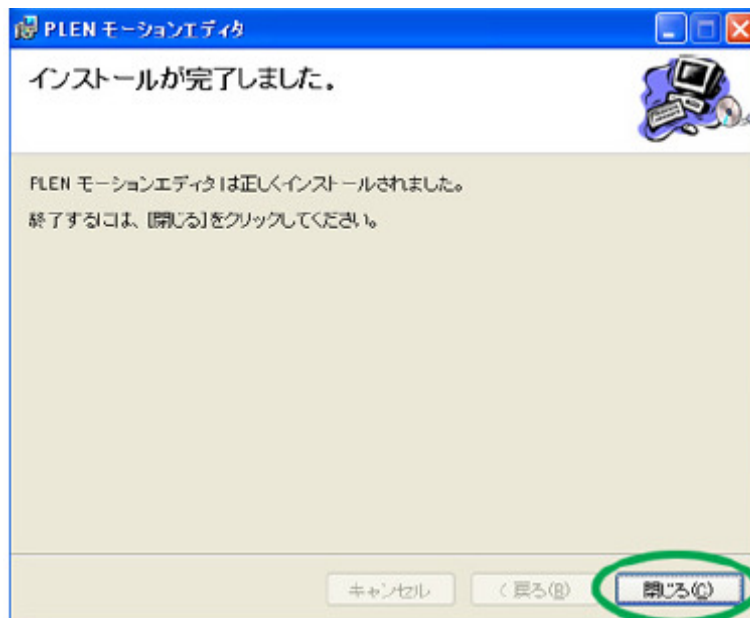 PLEN モーションエディタ
インストールが完了しました。
PLEN モーションエディタは正しくインストールされました。
終了するには、[閉じる]をクリックしてください。
キャンセル
< 戻る(B)
閉じる(C)